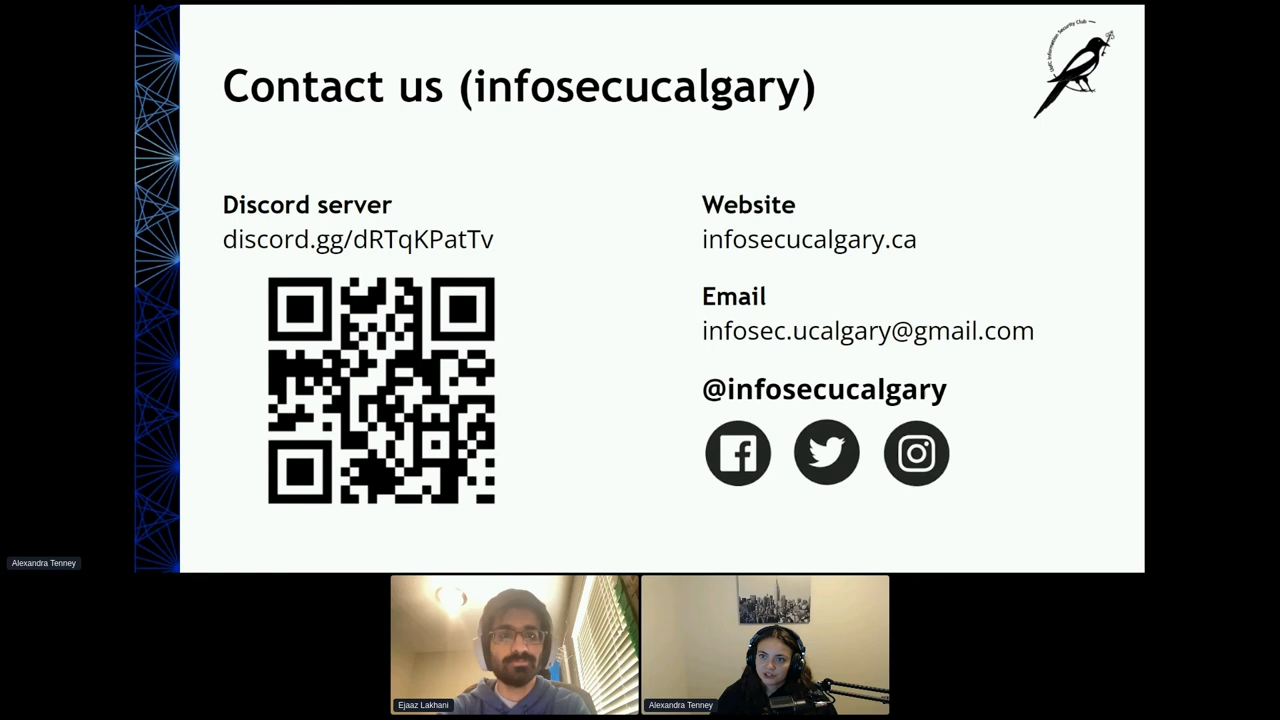 Contact us (infosecucalgary)
Discord server
discord.gg/dRTqKPatTv
Website
infosecucalgary.ca
Email
infosec.ucalgary@gmail.com
@infosecucalgary
Alexandra Tenney
Ejaaz Lakhani
Alexandra Tenney